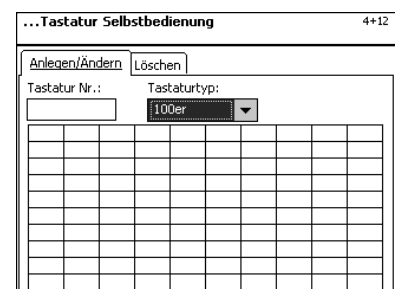 ...Tastatur Selbstbedienung 4+12
Anlegen/Ändern Löschen
Tastatur Nr.: Tastaturtyp:
100er